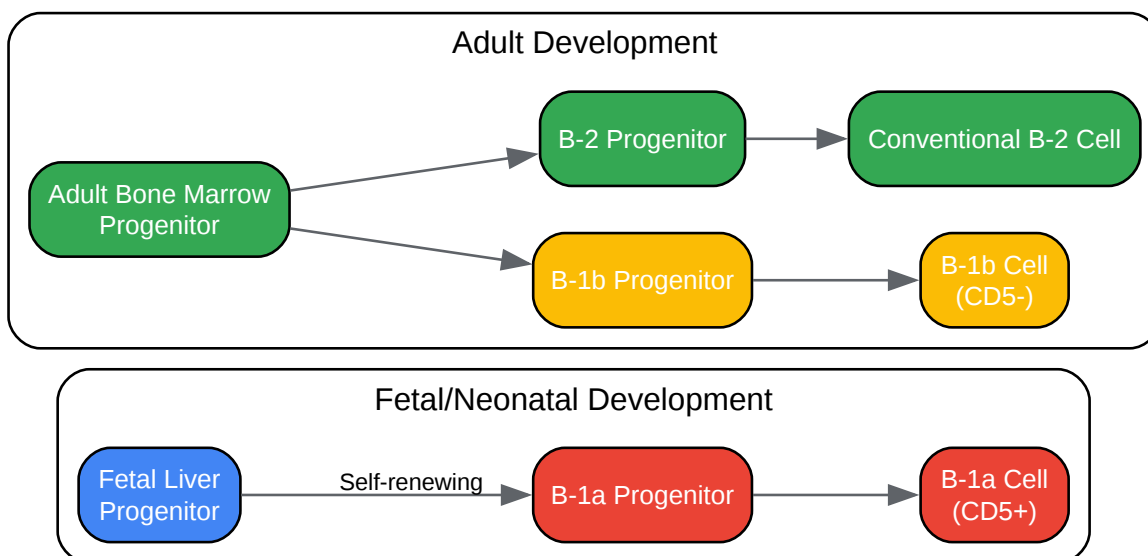 Adult Development
B-2 Progenitor
Conventional B-2 Cell
Adult Bone Marrow
Progenitor
B-1b Progenitor
B-1b Cell
(CD5-)
Fetal/Neonatal Development
Fetal Liver
Progenitor
Self-renewing
B-1a Progenitor
B-1a Cell
(CD5+)